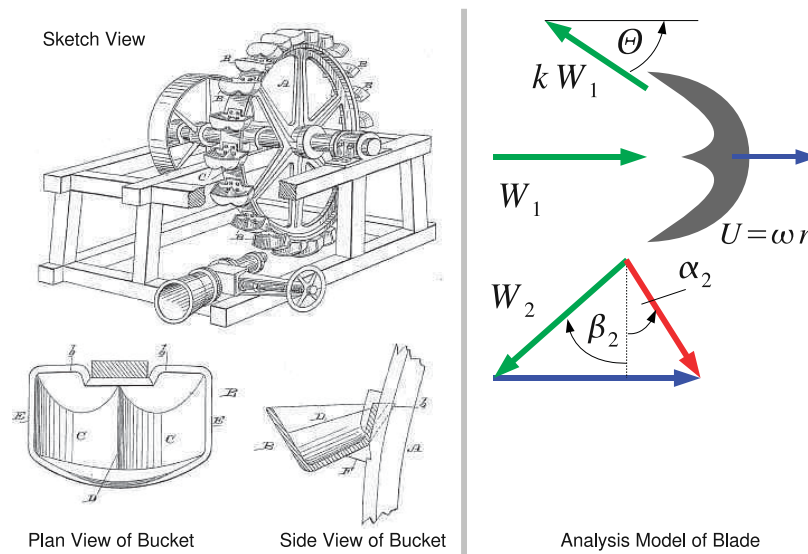 Sketch View
B
B
A
B
B
C
B
b
b
B
E
E
C
C
D
Plan View of Bucket
D
b
B
F
A
Side View of Bucket
Θ
k W₁
W₁
U = ω r
W₂
β₂
α₂
Analysis Model of Blade